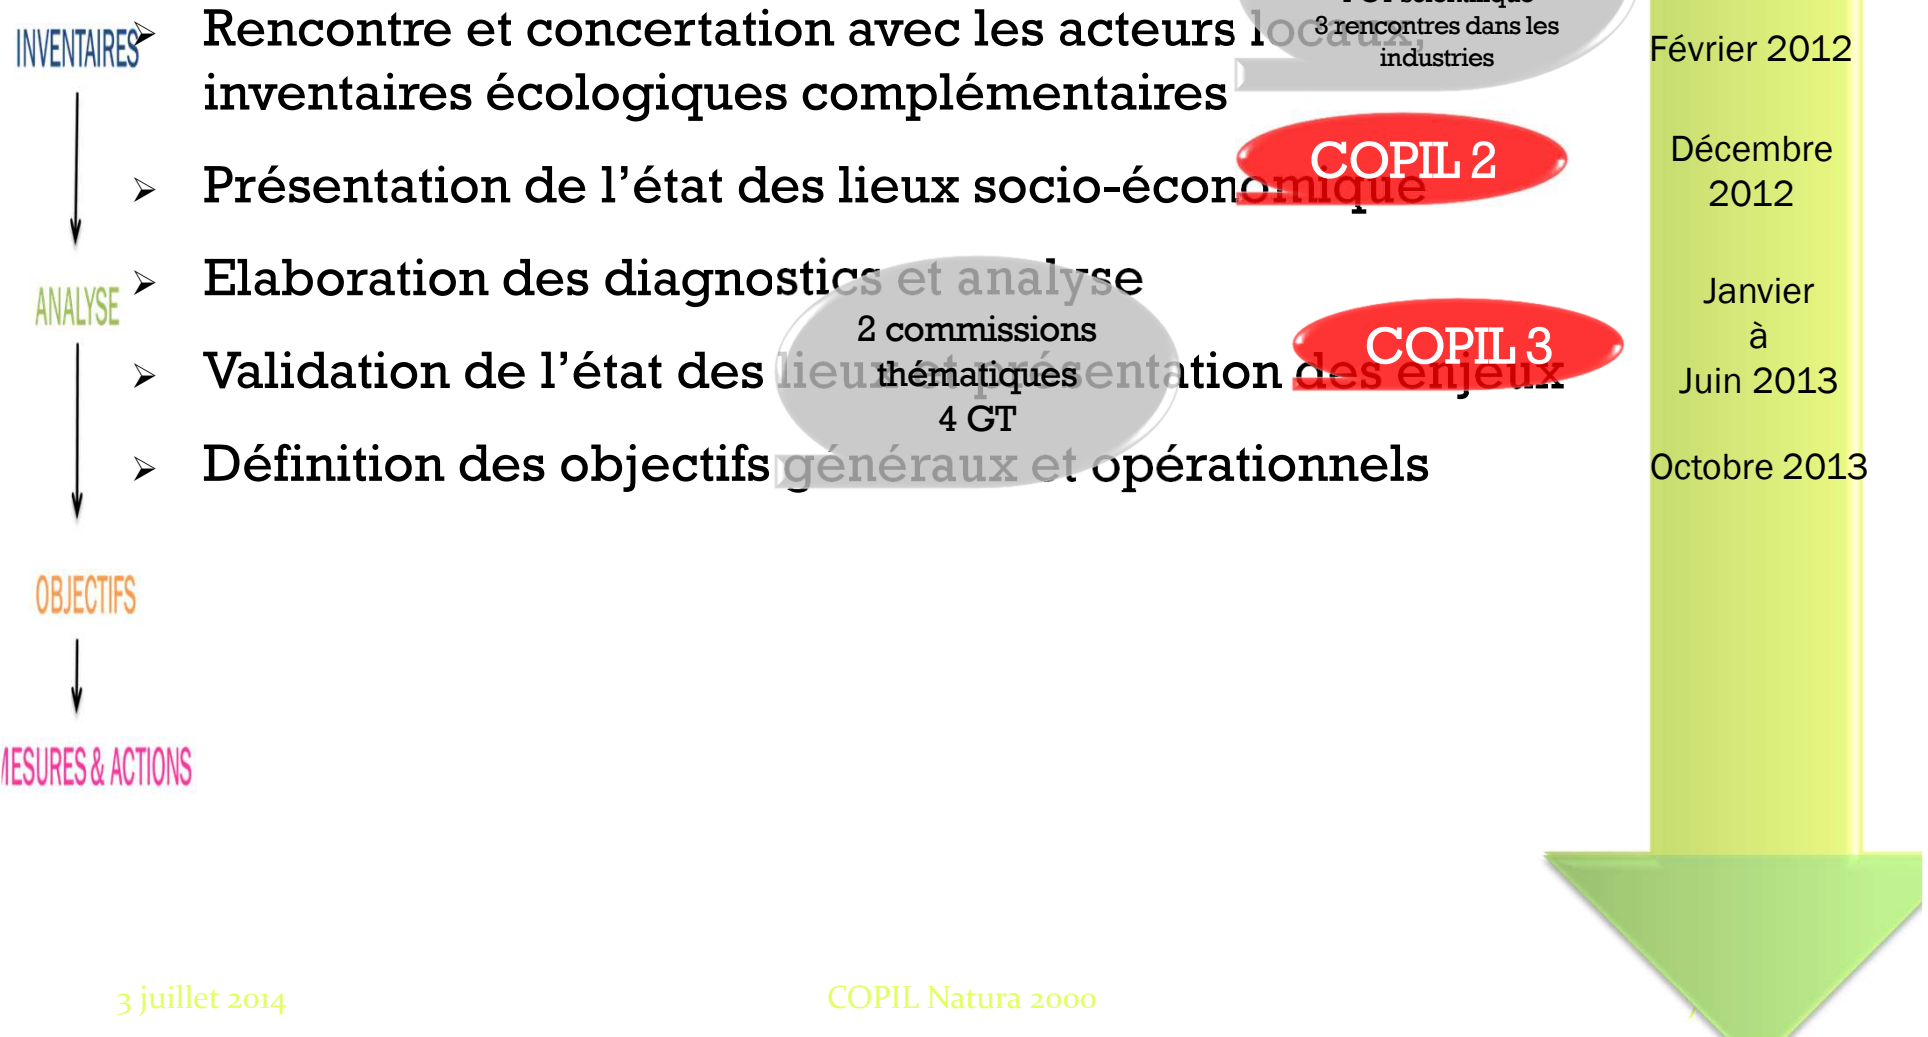 INVENTAIRES
➢ Rencontre et concertation avec les acteurs locaux,
inventaires écologiques complémentaires
3 rencontres dans les
industries
Février 2012
➢ Présentation de l’état des lieux socio-économique
COPIL 2
Décembre
2012
ANALYSE
➢ Elaboration des diagnostics et analyse
2 commissions
thématiques
4 GT
➢ Validation de l’état des lieux et présentation des enjeux
COPIL 3
Janvier
à
Juin 2013
➢ Définition des objectifs généraux et opérationnels
Octobre 2013
OBJECTIFS
MESURES & ACTIONS
3 juillet 2014
COPIL Natura 2000